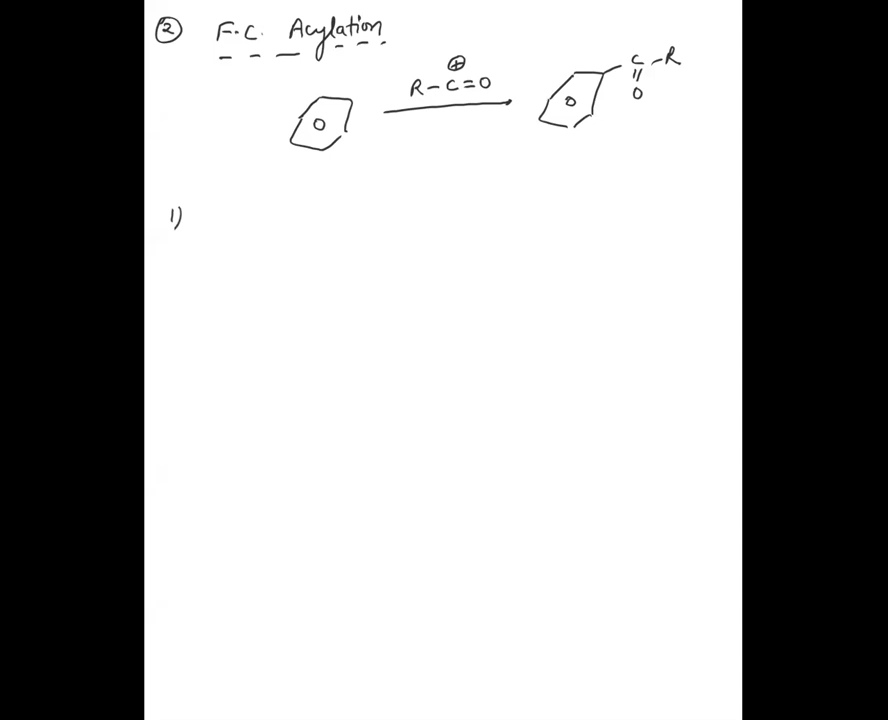 ② F.C. Acylation
⊕
R-C=O
C-R
||
O
1)